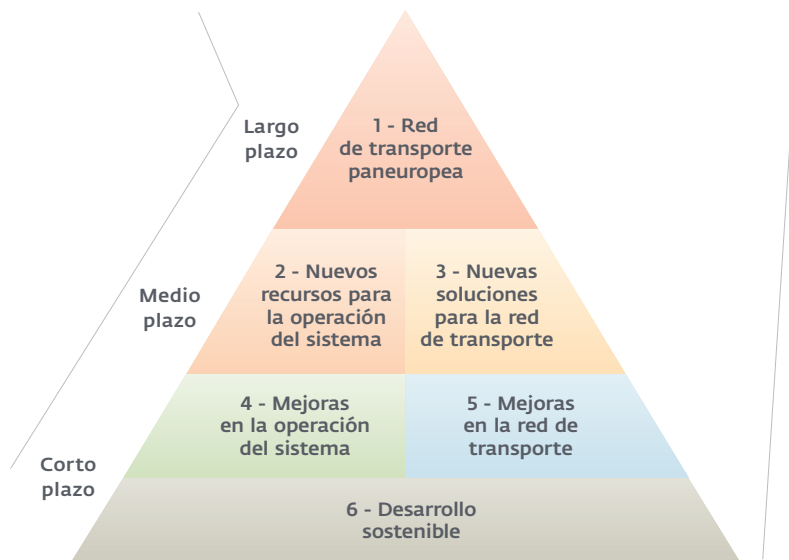 Largo
plazo
1 - Red
de transporte
paneuropea
Medio
plazo
2 - Nuevos
recursos para
la operación
del sistema
3 - Nuevas
soluciones
para la red
de transporte
4 - Mejoras
en la operación
del sistema
5 - Mejoras
en la red de
transporte
Corto
plazo
6 - Desarrollo
sostenible